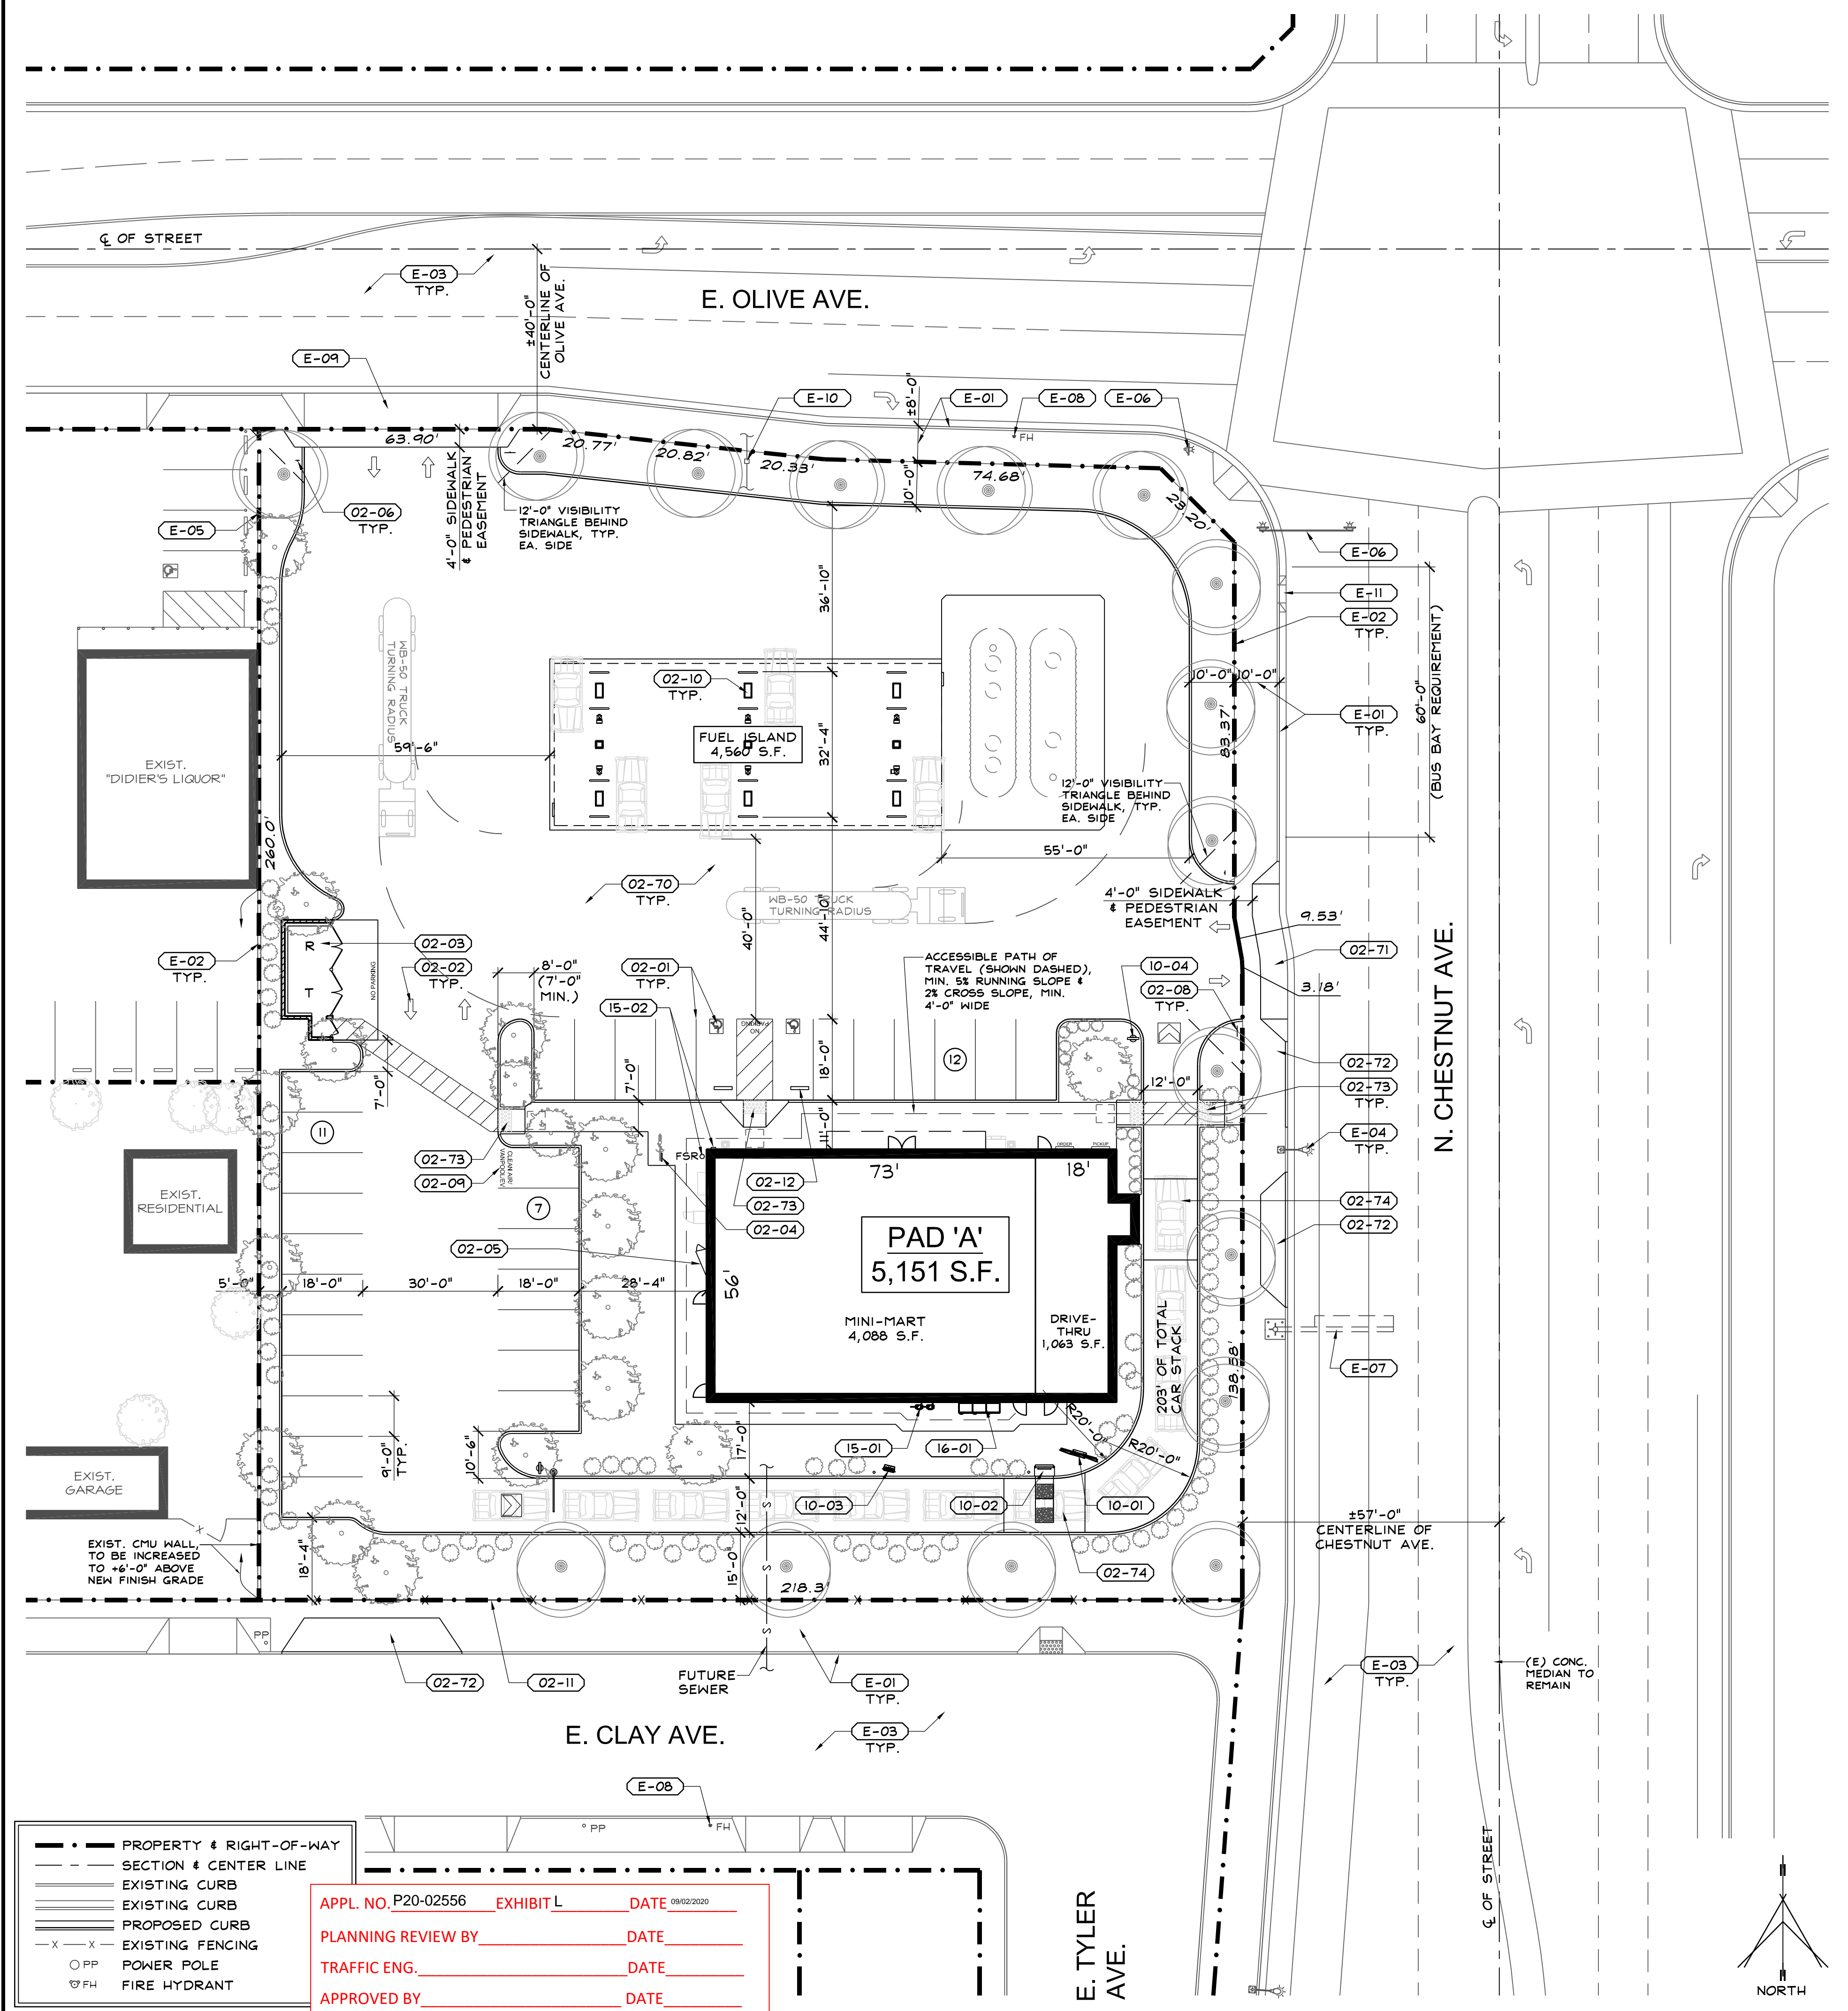 ℄ OF STREET
E-03
TYP.
±40'-0"
CENTERLINE OF
OLIVE AVE.
E. OLIVE AVE.
E-09
E-10
±8'-0"
E-01
E-08
E-06
FH
63.90'
20.77'
20.82'
20.33'
74.68'
23.20'
10'-0"
4'-0" SIDEWALK
& PEDESTRIAN
EASEMENT
02-06
TYP.
E-05
12'-0" VISIBILITY
TRIANGLE BEHIND
SIDEWALK, TYP.
EA. SIDE
E-06
E-11
E-02
TYP.
36'-10"
WB-50 TRUCK
TURNING RADIUS
02-10
TYP.
FUEL ISLAND
4,560 S.F.
32'-4"
59'-6"
10'-0"
10'-0"
83.37'
E-01
TYP.
60'-0"
(BUS BAY REQUIREMENT)
EXIST.
"DIDIER'S LIQUOR"
260.0'
12'-0" VISIBILITY
TRIANGLE BEHIND
SIDEWALK, TYP.
EA. SIDE
55'-0"
02-70
TYP.
WB-50 TRUCK
TURNING RADIUS
40'-0"
44'-10"
4'-0" SIDEWALK
& PEDESTRIAN
EASEMENT
9.53'
E-02
TYP.
R
T
NO PARKING
02-03
02-02
TYP.
8'-0"
(7'-0"
MIN.)
02-01
TYP.
15-02
ACCESSIBLE PATH OF
TRAVEL (SHOWN DASHED),
MIN. 5% RUNNING SLOPE &
2% CROSS SLOPE, MIN.
4'-0" WIDE
10-04
02-08
TYP.
02-71
3.18'
N. CHESTNUT AVE.
NO
PARKING
12
18'-0"
7'-0"
7'-0"
11'-0"
12'-0"
02-72
02-73
TYP.
E-04
TYP.
11
02-73
02-09
CLEAN AIR/
VANPOOL/EV
FSR
ORDER
PICKUP
73'
18'
EXIST.
RESIDENTIAL
7
02-12
02-73
02-04
02-74
02-72
02-05
PAD 'A'
5,151 S.F.
5'-0"
18'-0"
30'-0"
18'-0"
28'-4"
56'
MINI-MART
4,088 S.F.
DRIVE-
THRU
1,063 S.F.
203' OF TOTAL
CAR STACK
138.58'
E-07
9'-0"
TYP.
10'-6"
17'-0"
R20'-0"
R20'-0"
15-01
16-01
EXIST.
GARAGE
10-03
10-02
10-01
12'-0"
S
±57'-0"
CENTERLINE OF
CHESTNUT AVE.
EXIST. CMU WALL,
TO BE INCREASED
TO +6'-0" ABOVE
NEW FINISH GRADE
X
18'-4"
15'-0"
S
218.3'
02-74
X X X X X X X X
PP
S
02-72
02-11
FUTURE
SEWER
E-01
TYP.
E-03
TYP.
(E) CONC.
MEDIAN TO
REMAIN
E. CLAY AVE.
E-03
TYP.
E-08
PP
FH
PROPERTY & RIGHT-OF-WAY
SECTION & CENTER LINE
EXISTING CURB
EXISTING CURB
PROPOSED CURB
X X EXISTING FENCING
PP POWER POLE
FH FIRE HYDRANT
APPL. NO. P20-02556 EXHIBIT L DATE 09/02/2020
PLANNING REVIEW BY DATE
TRAFFIC ENG. DATE
APPROVED BY DATE
E. TYLER
AVE.
℄ OF STREET
N
NORTH